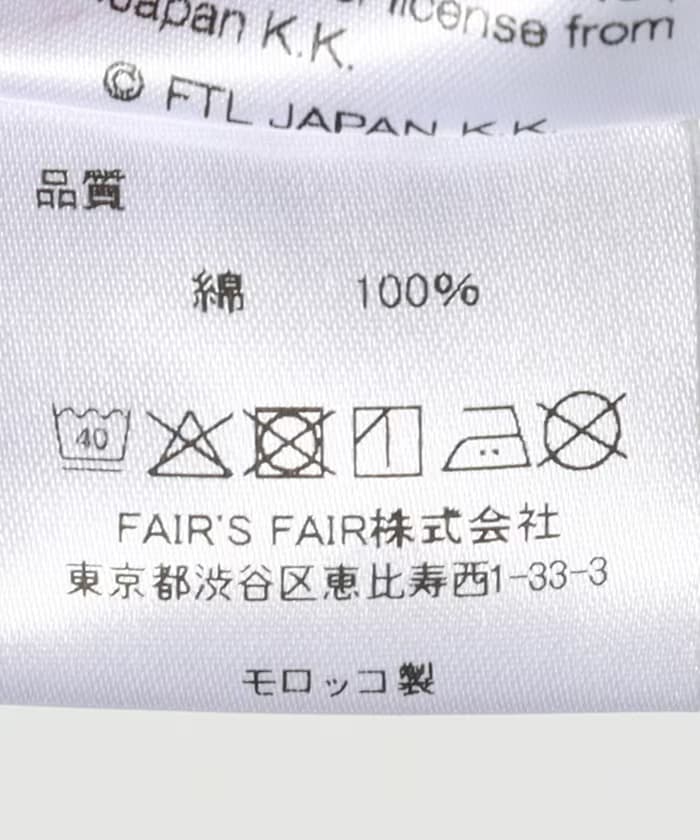 Japan K.K. license from
© FTL JAPAN K.K.
品質
綿 100%
40
FAIR'S FAIR株式会社
東京都渋谷区恵比寿西1-33-3
モロッコ製